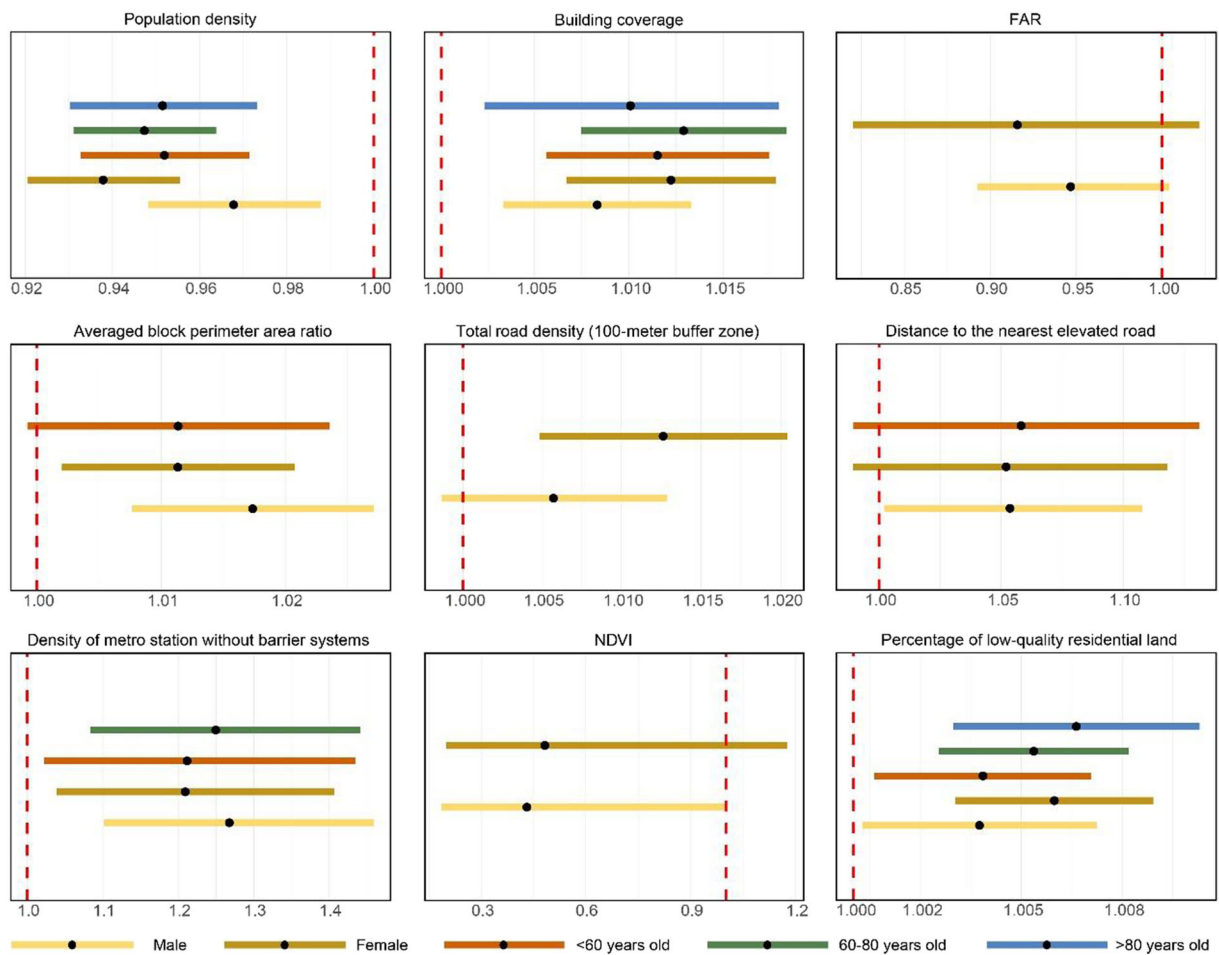 Population density
Building coverage
FAR
0.92 0.94 0.96 0.98 1.00
1.000 1.005 1.010 1.015
0.85 0.90 0.95 1.00
Averaged block perimeter area ratio
Total road density (100-meter buffer zone)
Distance to the nearest elevated road
1.00 1.01 1.02
1.000 1.005 1.010 1.015 1.020
1.00 1.05 1.10
Density of metro station without barrier systems
NDVI
Percentage of low-quality residential land
1.0 1.1 1.2 1.3 1.4
0.3 0.6 0.9 1.2
1.000 1.002 1.005 1.008
Male Female <60 years old 60-80 years old >80 years old